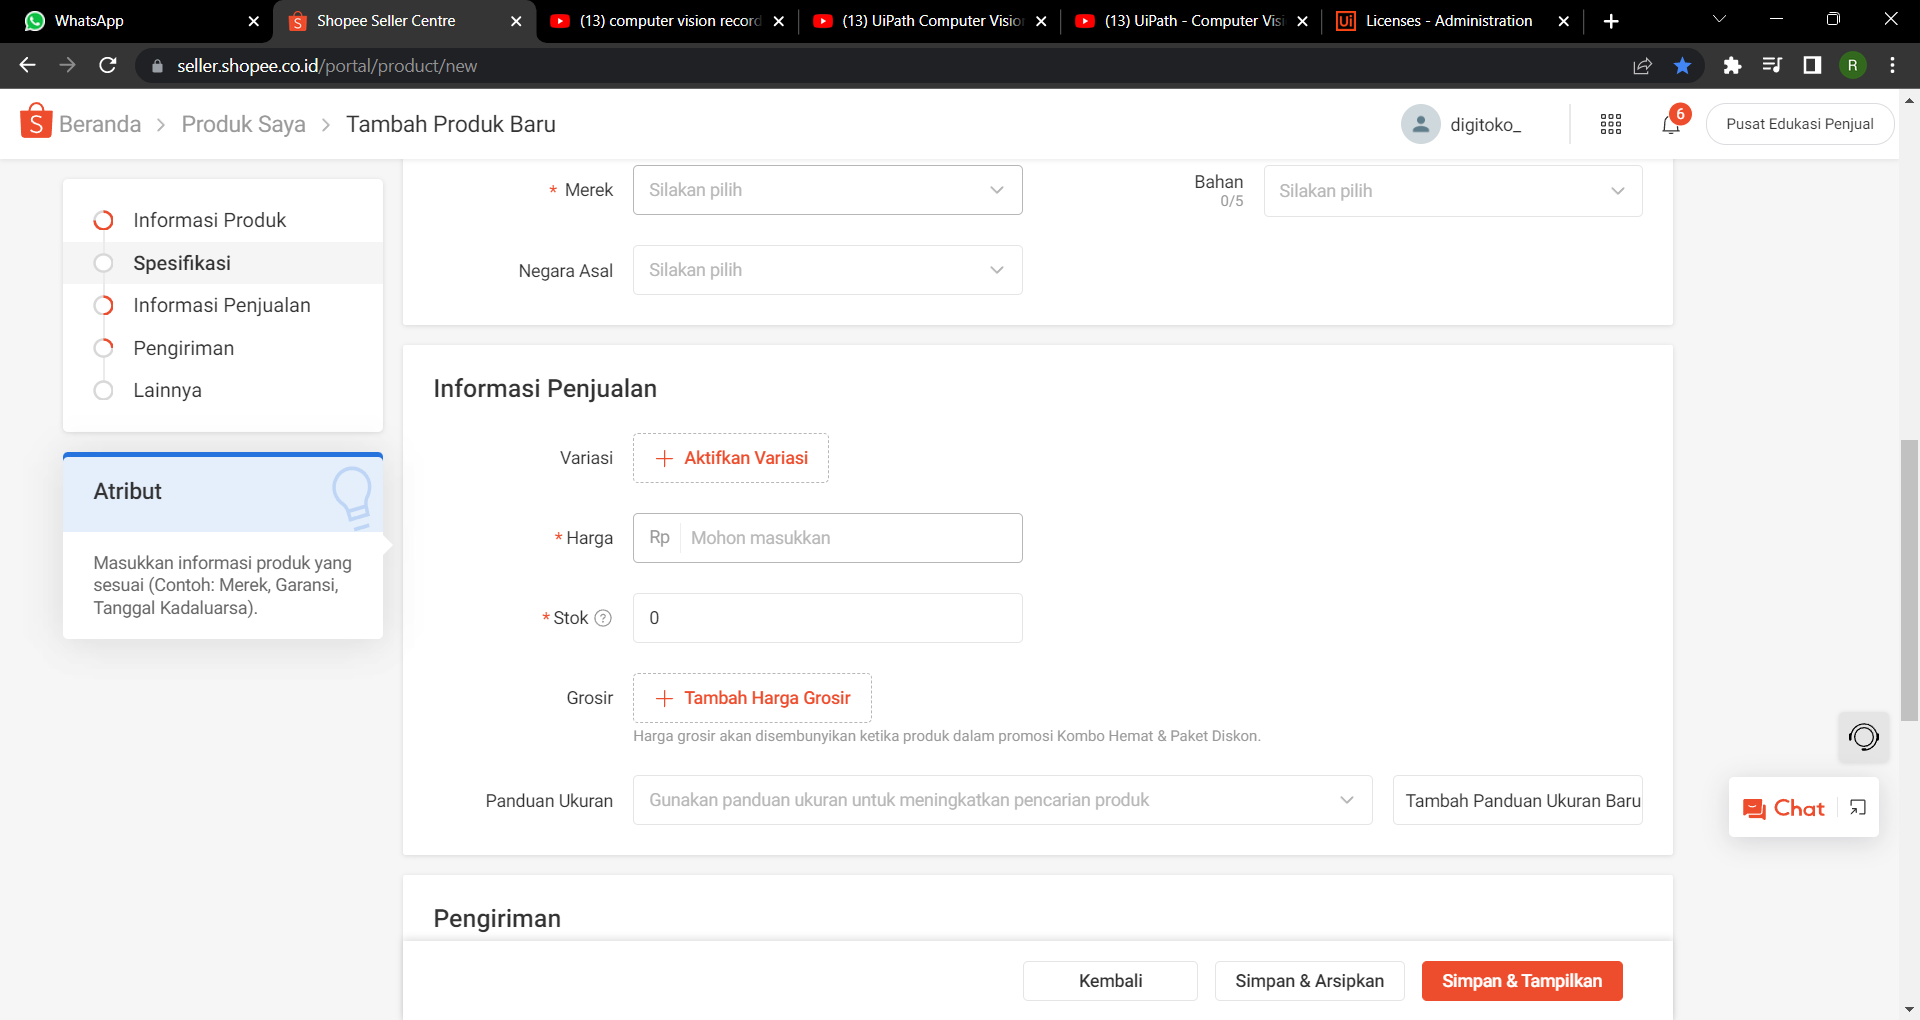 WhatsApp
Shopee Seller Centre
(13) computer vision record
(13) UiPath Computer Visio
(13) UiPath - Computer Vis
Ui
Licenses - Administration
seller.shopee.co.id/portal/product/new
R
S
Beranda > Produk Saya > Tambah Produk Baru
digitoko_
6
Pusat Edukasi Penjual
Informasi Produk
Spesifikasi
Informasi Penjualan
Pengiriman
Lainnya
Atribut
Masukkan informasi produk yang
sesuai (Contoh: Merek, Garansi,
Tanggal Kadaluarsa).
* Merek
Silakan pilih
Bahan
0/5
Silakan pilih
Negara Asal
Silakan pilih
Informasi Penjualan
Variasi
+ Aktifkan Variasi
* Harga
Rp
Mohon masukkan
* Stok ?
0
Grosir
+ Tambah Harga Grosir
Harga grosir akan disembunyikan ketika produk dalam promosi Kombo Hemat & Paket Diskon.
Panduan Ukuran
Gunakan panduan ukuran untuk meningkatkan pencarian produk
Tambah Panduan Ukuran Baru
Chat
Pengiriman
Kembali
Simpan & Arsipkan
Simpan & Tampilkan